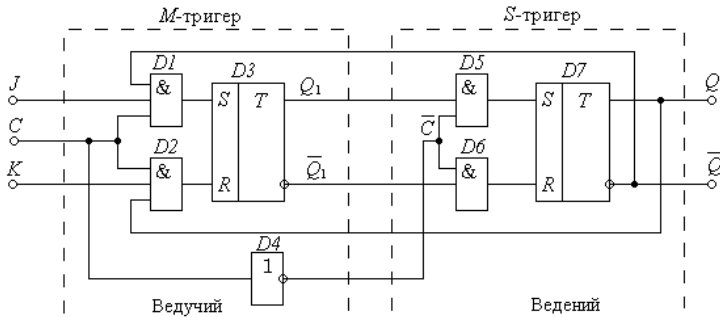 M-тригер S-тригер
D1 D3 D5 D7
J & S T Q₁ & S T Q
C C̅
D2 D6
K & R Q̅₁ & R Q̅
D4
1
Ведучий Ведений